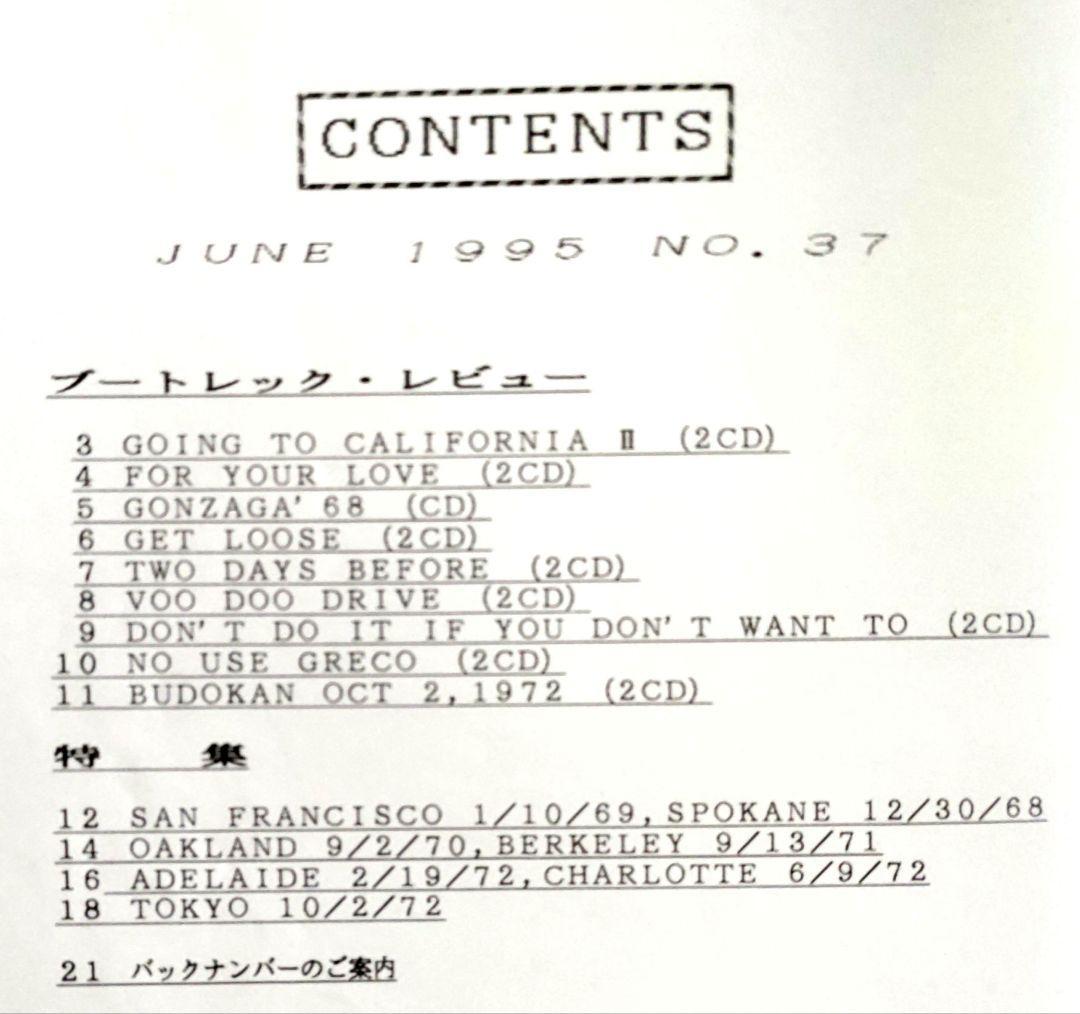 CONTENTS
JUNE 1995 NO. 37
ブートレック・レビュー
3 GOING TO CALIFORNIA Ⅱ (2CD)
4 FOR YOUR LOVE (2CD)
5 GONZAGA' 68 (CD)
6 GET LOOSE (2CD)
7 TWO DAYS BEFORE (2CD)
8 VOO DOO DRIVE (2CD)
9 DON' T DO IT IF YOU DON' T WANT TO (2CD)
10 NO USE GRECO (2CD)
11 BUDOKAN OCT 2,1972 (2CD)
特 集
12 SAN FRANCISCO 1/10/69,SPOKANE 12/30/68
14 OAKLAND 9/2/70,BERKELEY 9/13/71
16 ADELAIDE 2/19/72,CHARLOTTE 6/9/72
18 TOKYO 10/2/72
21 バックナンバーのご案内